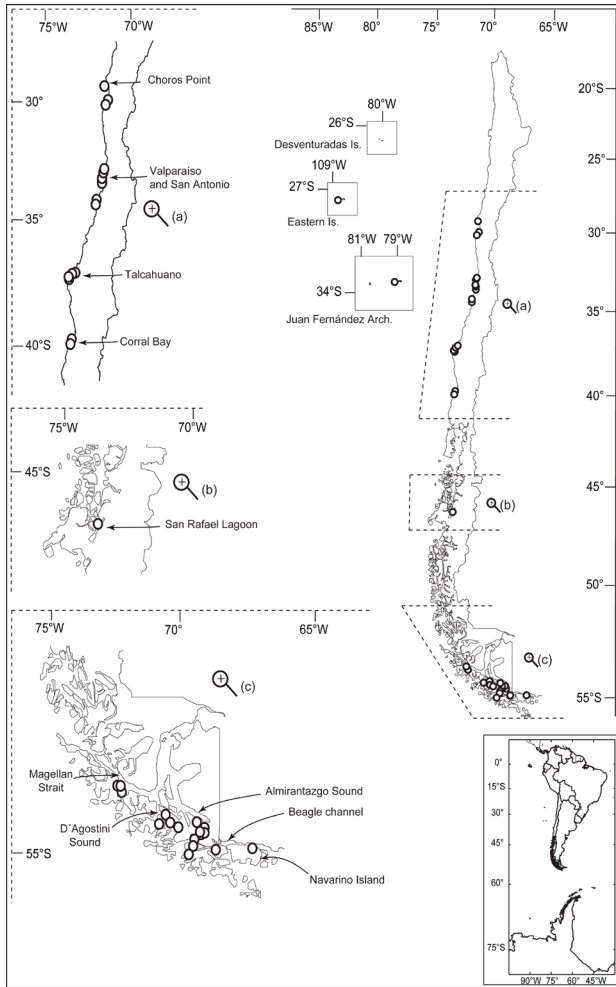 75°W 70°W
Choros Point
30°
Valparaiso
and San Antonio
(a)
35°
Talcahuano
Corral Bay
40°S
75°W 70°W
45°S
(b)
San Rafael Lagoon
75°W 70°W 65°W
(c)
Magellan
Strait
Almirantazgo Sound
D´Agostini
Sound
Beagle channel
55°S
Navarino Island
85°W 80° 75° 70° 65°
20°S
80°W
26°S
Desventuradas Is.
25°
109°W
27°S
Eastern Is.
30°
81°W 79°W
34°S
Juan Fernández Arch.
(a)
35°
40°
45°
(b)
50°
(c)
55°S
0°
15°S
45°
60°
75°S
90°W 75° 60° 45°